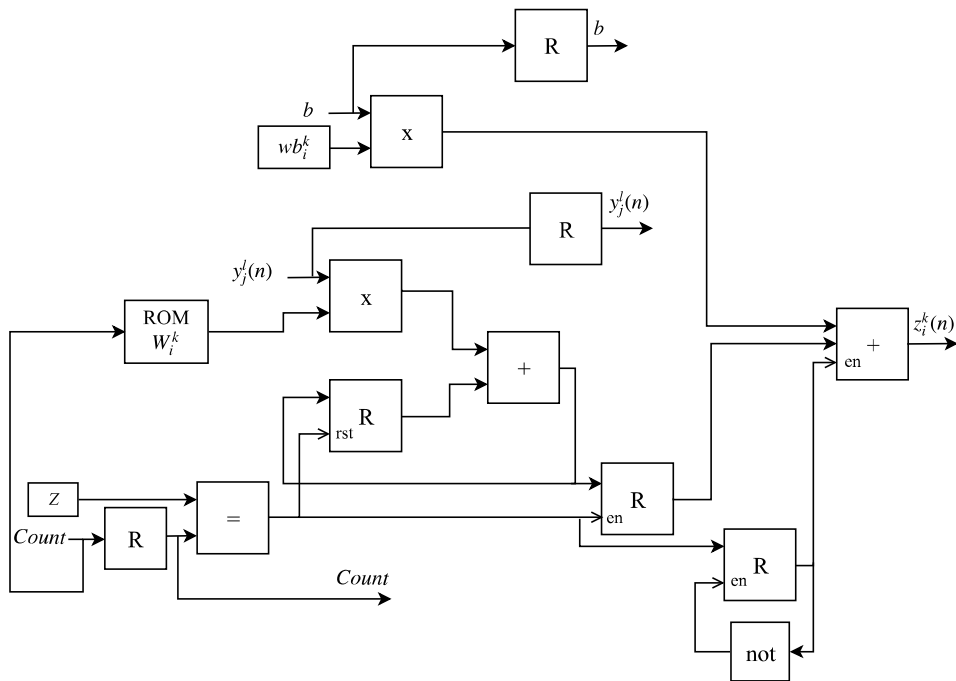 R
b
b
x
wb_i^k
y_j^l(n)
R
y_j^l(n)
x
ROM
W_i^k
z_i^k(n)
+
en
+
R
rst
Z
=
R
en
Count
R
R
en
Count
not